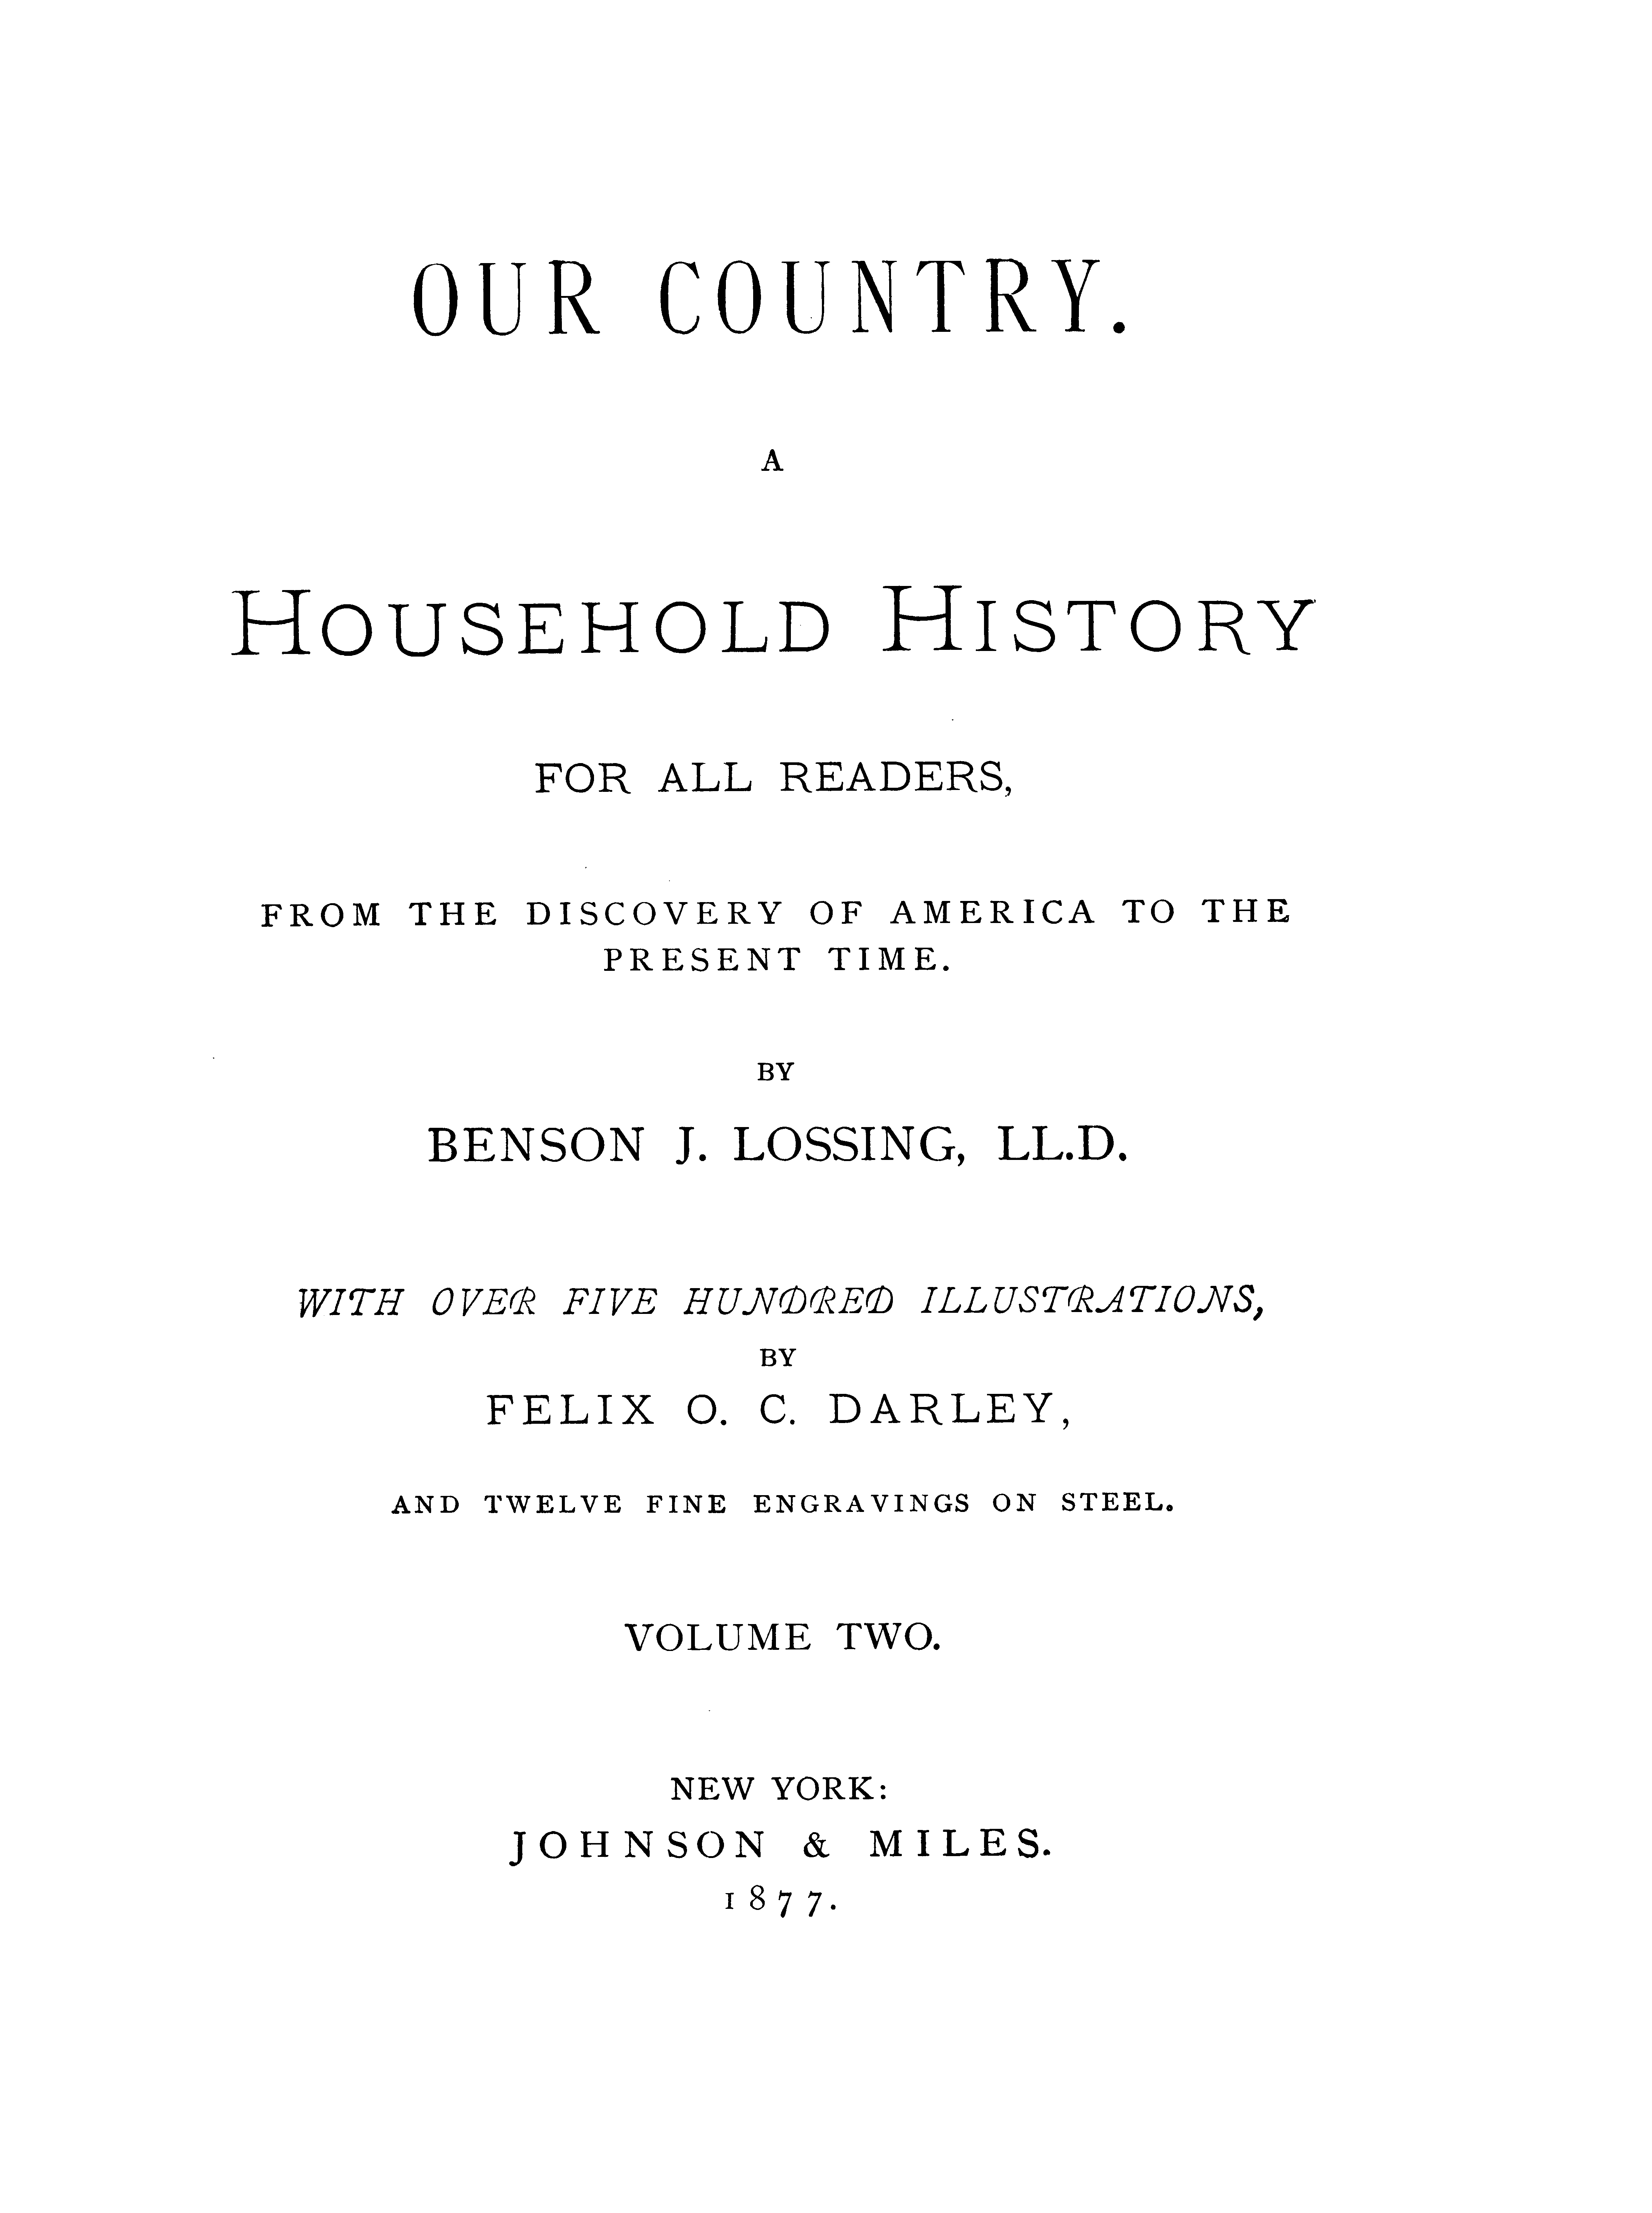 OUR COUNTRY.
A
HOUSEHOLD HISTORY
FOR ALL READERS,
FROM THE DISCOVERY OF AMERICA TO THE
PRESENT TIME.
BY
BENSON J. LOSSING, LL.D.
WITH OVER FIVE HUNDRED ILLUSTRATIONS,
BY
FELIX O. C. DARLEY,
AND TWELVE FINE ENGRAVINGS ON STEEL.
VOLUME TWO.
NEW YORK:
JOHNSON & MILES.
1877.